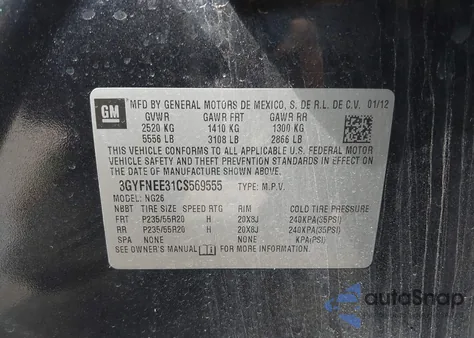 GM
MFD BY GENERAL MOTORS DE MEXICO, S. DE R.L. DE C.V. 01/12
GVWR GAWR FRT GAWR RR
2520 KG 1410 KG 1300 KG
5556 LB 3108 LB 2866 LB
THIS VEHICLE CONFORMS TO ALL APPLICABLE U.S. FEDERAL MOTOR
VEHICLE SAFETY AND THEFT PREVENTION STANDARDS IN EFFECT ON
THE DATE OF MANUFACTURE SHOWN ABOVE.
3GYFNEE31CS569555 TYPE: M.P.V.
MODEL: NG26
NBBT TIRE SIZE SPEED RTG RIM COLD TIRE PRESSURE
FRT P235/55R20 H 20X8J 240KPA(35PSI)
RR P235/55R20 H 20X8J 240KPA(35PSI)
SPA NONE NONE KPA(PSI)
SEE OWNER'S MANUAL FOR MORE INFORMATION.
autoSnap